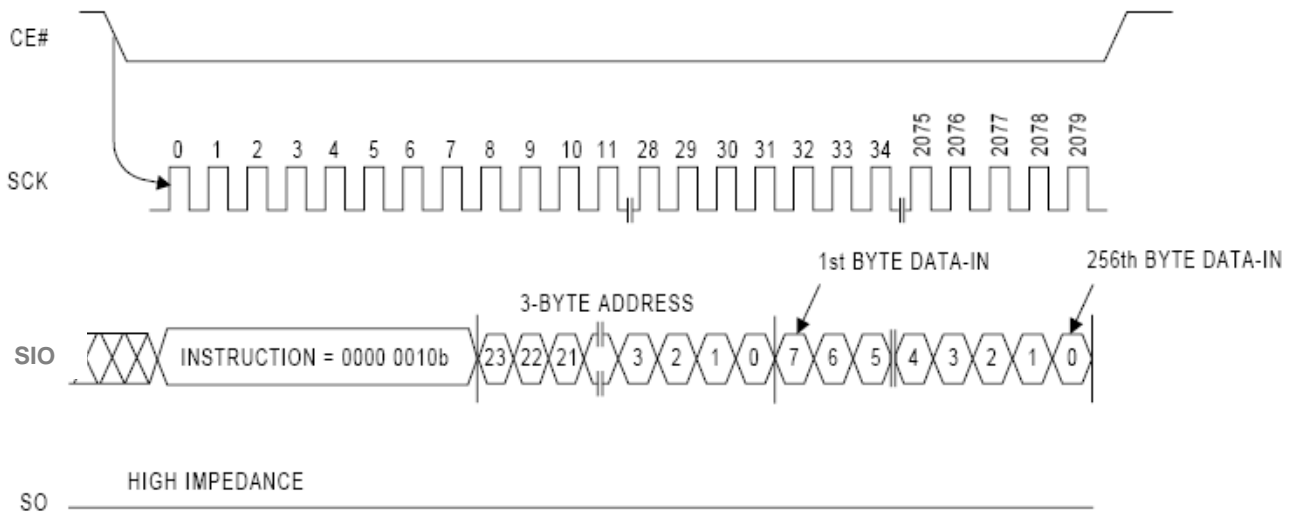 CE#
0 1 2 3 4 5 6 7 8 9 10 11 28 29 30 31 32 33 34 2075 2076 2077 2078 2079
SCK
1st BYTE DATA-IN 256th BYTE DATA-IN
3-BYTE ADDRESS
SIO INSTRUCTION = 0000 0010b 23 22 21 3 2 1 0 7 6 5 4 3 2 1 0
HIGH IMPEDANCE
SO